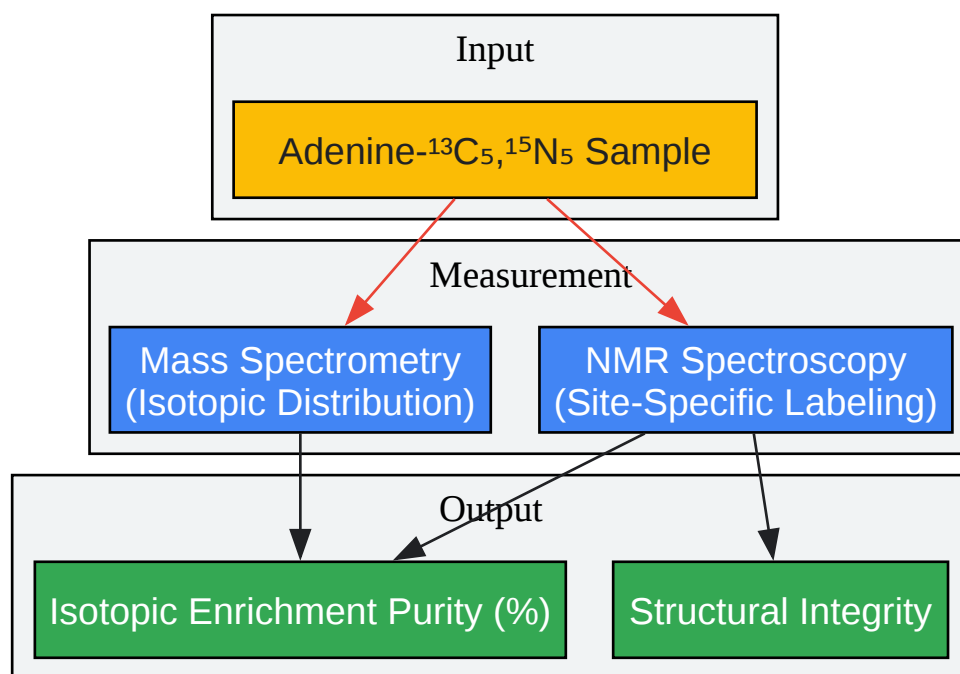 Input
Adenine-¹³C₅,¹⁵N₅ Sample
Measurement
Mass Spectrometry
(Isotopic Distribution)
NMR Spectroscopy
(Site-Specific Labeling)
Output
Isotopic Enrichment Purity (%)
Structural Integrity